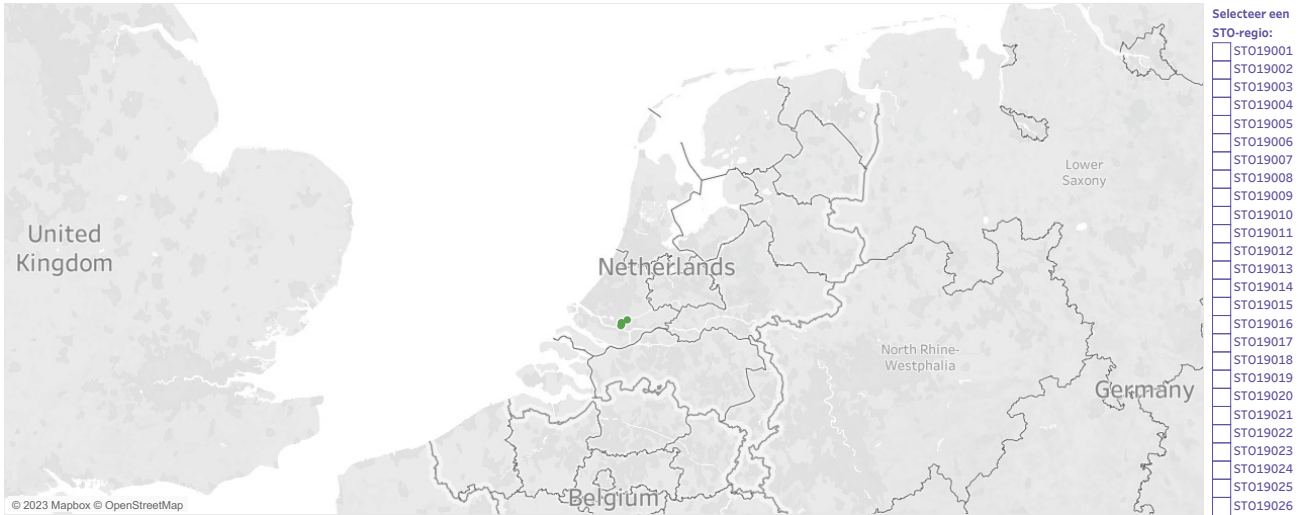 United
Kingdom
Netherlands
Lower
Saxony
North Rhine-
Westphalia
Germany
Belgium
© 2023 Mapbox © OpenStreetMap
Selecteer een
STO-regio:
STO19001
STO19002
STO19003
STO19004
STO19005
STO19006
STO19007
STO19008
STO19009
STO19010
STO19011
STO19012
STO19013
STO19014
STO19015
STO19016
STO19017
STO19018
STO19019
STO19020
STO19021
STO19022
STO19023
STO19024
STO19025
STO19026